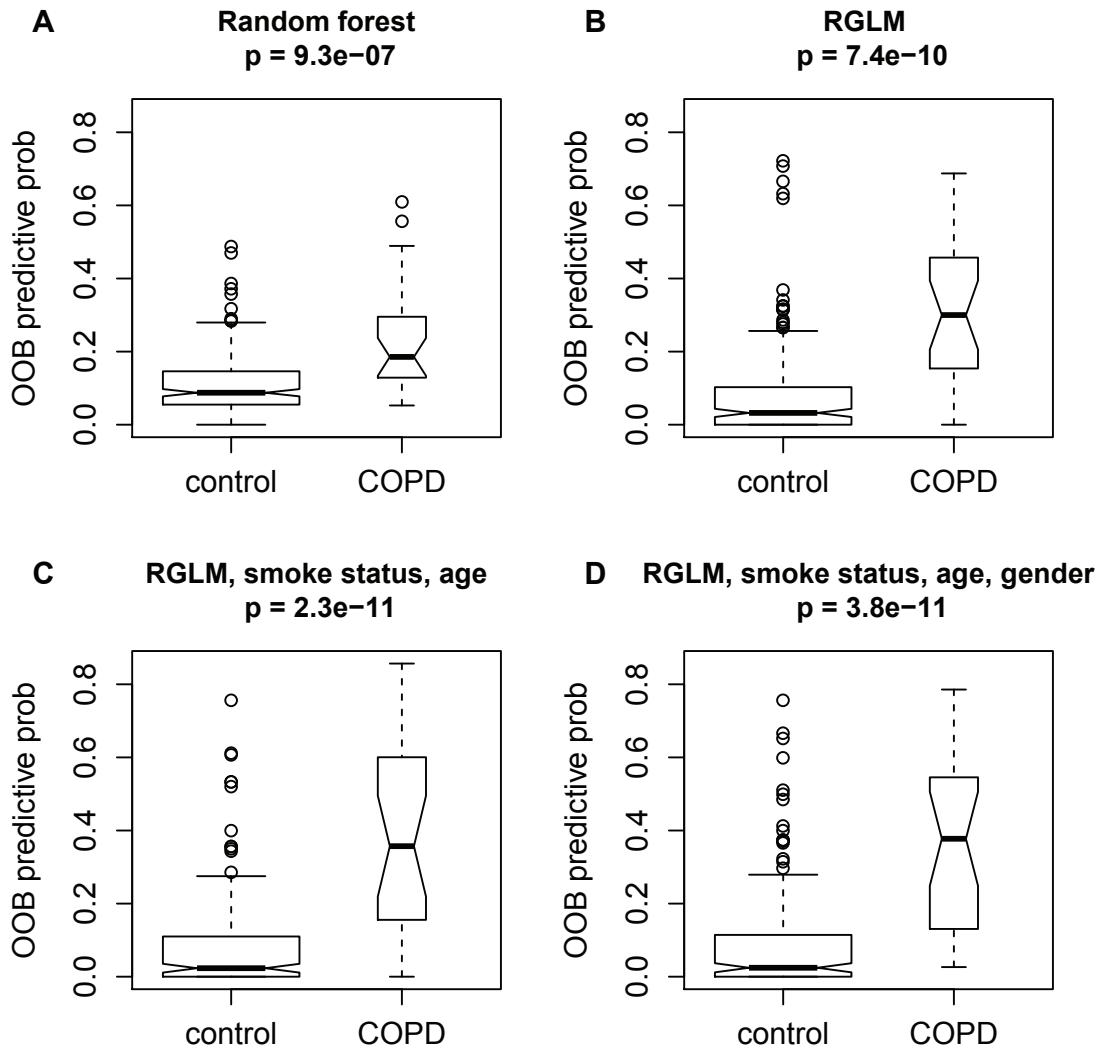 A
Random forest
p = 9.3e−07
OOB predictive prob
0.8
0.6
0.4
0.2
0.0
control
COPD
B
RGLM
p = 7.4e−10
OOB predictive prob
0.8
0.6
0.4
0.2
0.0
control
COPD
C
RGLM, smoke status, age
p = 2.3e−11
OOB predictive prob
0.8
0.6
0.4
0.2
0.0
control
COPD
D
RGLM, smoke status, age, gender
p = 3.8e−11
OOB predictive prob
0.8
0.6
0.4
0.2
0.0
control
COPD